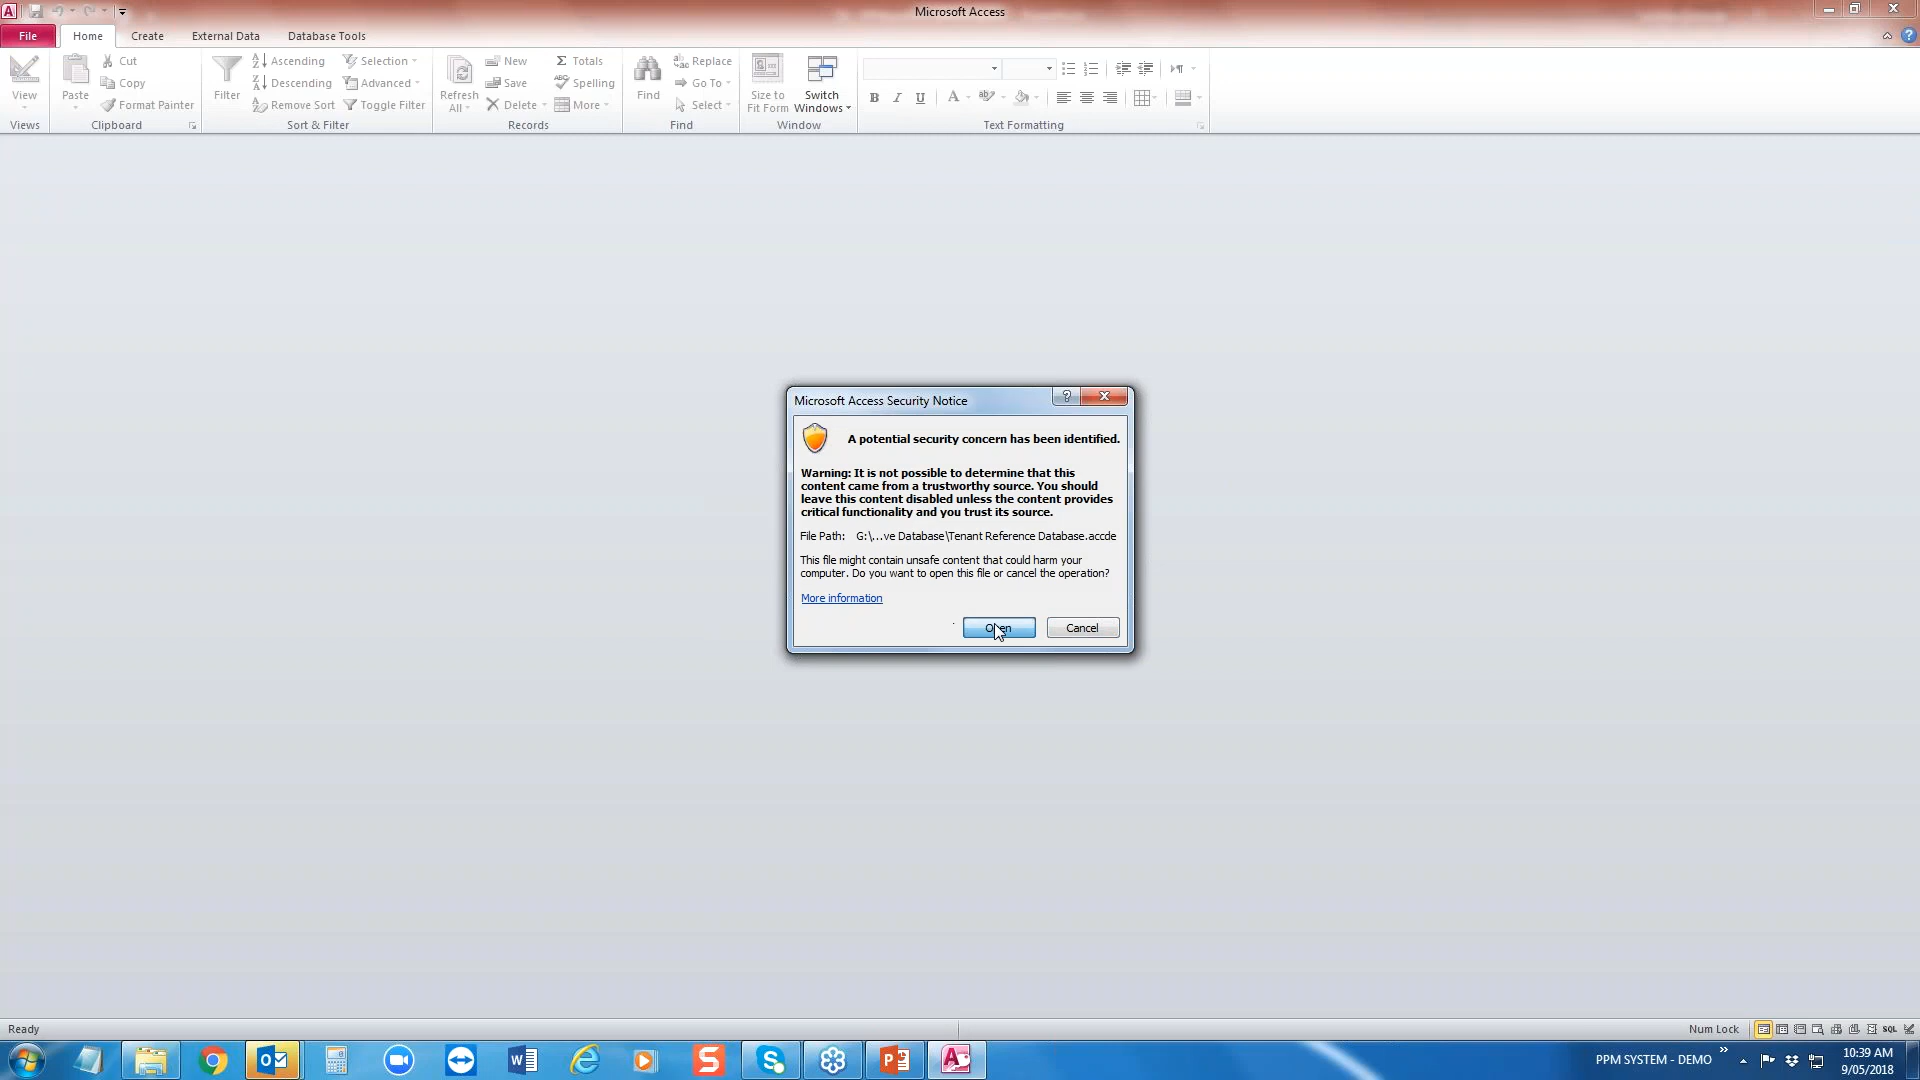 Microsoft Access
File Home Create External Data Database Tools
View
Views
Paste
Cut
Copy
Format Painter
Clipboard
Filter
Ascending
Descending
Remove Sort
Selection
Advanced
Toggle Filter
Sort & Filter
Refresh
All
New
Save
Delete
Totals
Spelling
More
Records
Find
Replace
Go To
Select
Find
Size to
Fit Form
Switch
Windows
Window
B I U A
Text Formatting
Microsoft Access Security Notice
A potential security concern has been identified.
Warning: It is not possible to determine that this
content came from a trustworthy source. You should
leave this content disabled unless the content provides
critical functionality and you trust its source.
File Path: G:\...ve Database\Tenant Reference Database.accde
This file might contain unsafe content that could harm your
computer. Do you want to open this file or cancel the operation?
More information
Open Cancel
Ready
Num Lock
SQL
PPM SYSTEM - DEMO
10:39 AM
9/05/2018